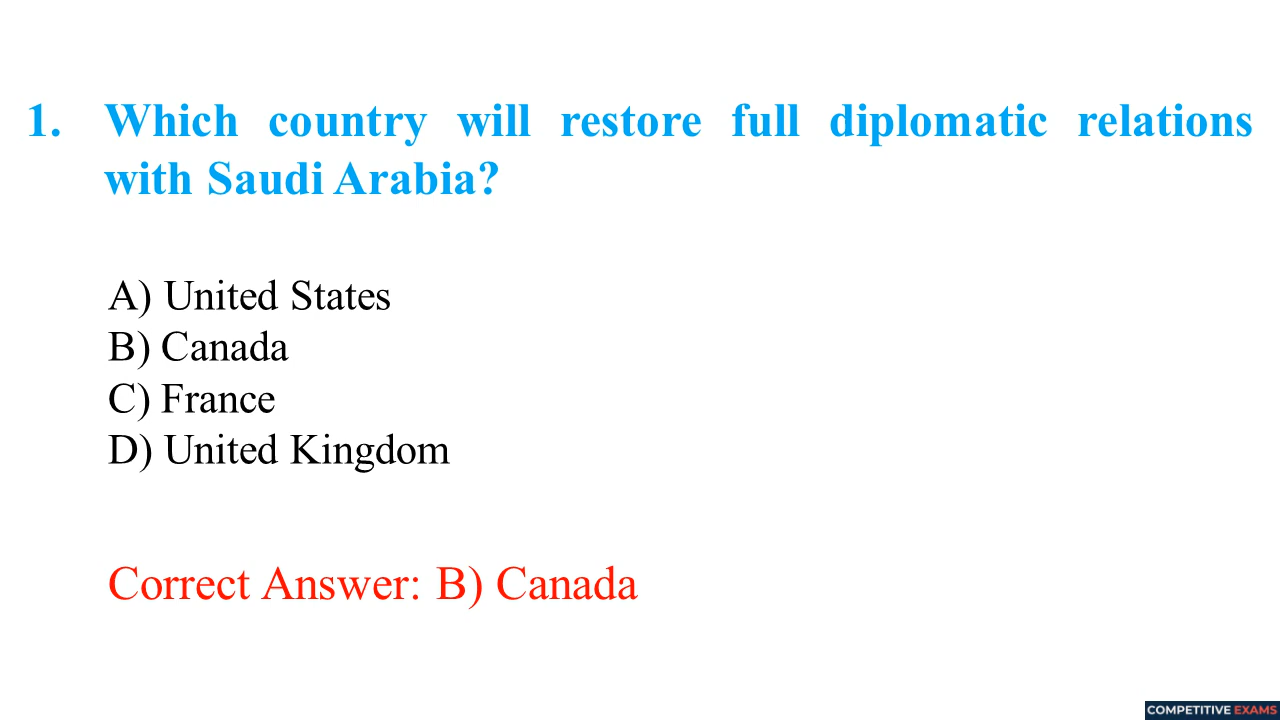 1. Which country will restore full diplomatic relations
with Saudi Arabia?
A) United States
B) Canada
C) France
D) United Kingdom
Correct Answer: B) Canada
COMPETITIVE EXAMS